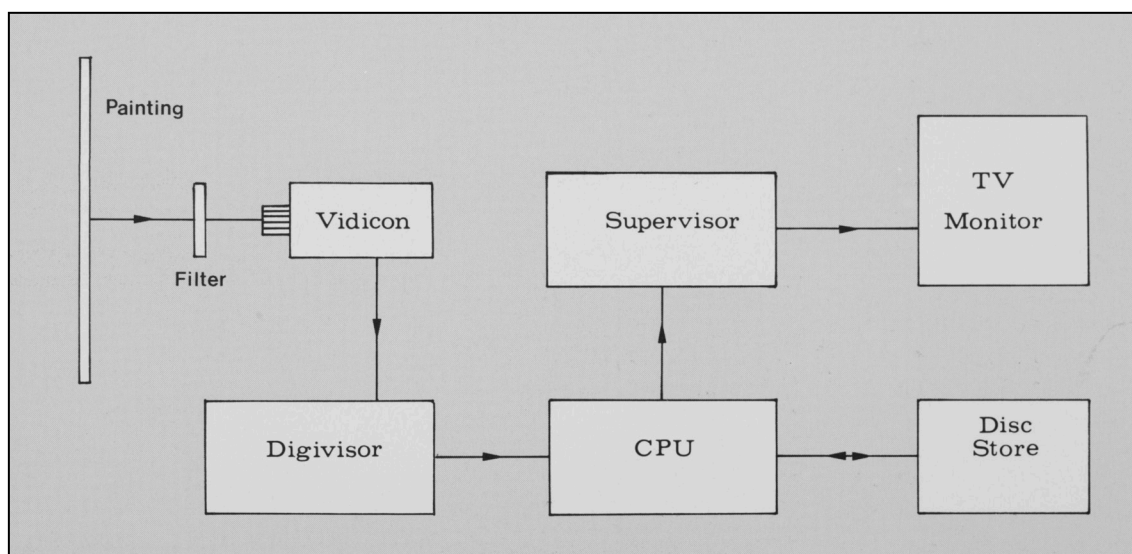 Painting
Filter
Vidicon
Supervisor
TV
Monitor
Digivisor
CPU
Disc
Store